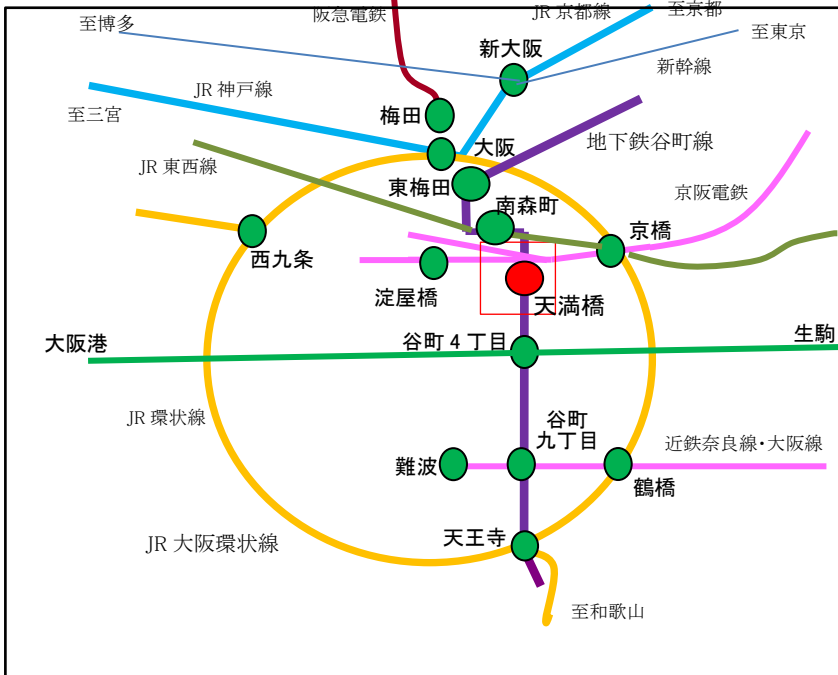 阪急電鉄
JR 京都線
至京都
至博多
至東京
新大阪
新幹線
JR 神戸線
至三宮
梅田
大阪
地下鉄谷町線
JR 東西線
東梅田
京阪電鉄
南森町
京橋
西九条
淀屋橋
天満橋
大阪港
谷町４丁目
生駒
JR 環状線
谷町
九丁目
近鉄奈良線・大阪線
難波
鶴橋
天王寺
JR 大阪環状線
至和歌山